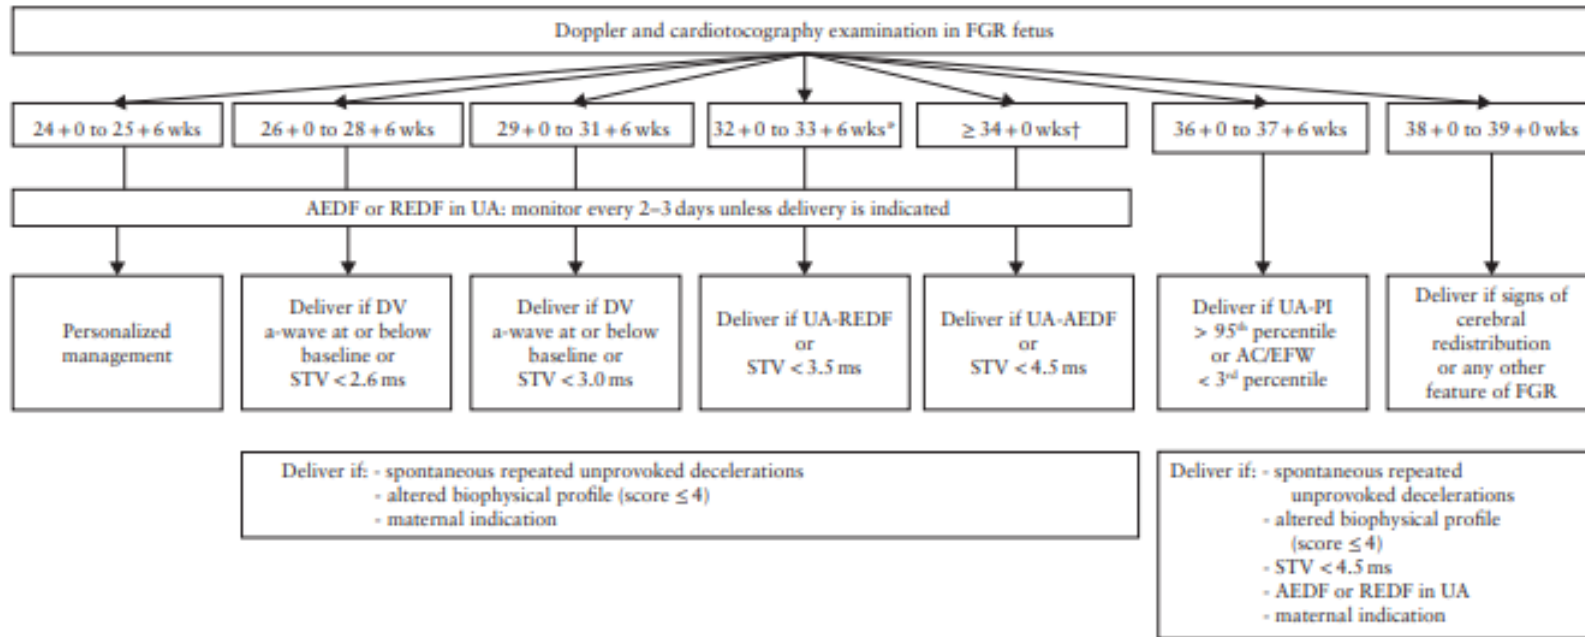 Doppler and cardiotocography examination in FGR fetus
24 + 0 to 25 + 6 wks
26 + 0 to 28 + 6 wks
29 + 0 to 31 + 6 wks
32 + 0 to 33 + 6 wks*
≥ 34 + 0 wks†
36 + 0 to 37 + 6 wks
38 + 0 to 39 + 0 wks
AEDF or REDF in UA: monitor every 2–3 days unless delivery is indicated
Personalized
management
Deliver if DV
a-wave at or below
baseline or
STV < 2.6 ms
Deliver if DV
a-wave at or below
baseline or
STV < 3.0 ms
Deliver if UA-REDF
or
STV < 3.5 ms
Deliver if UA-AEDF
or
STV < 4.5 ms
Deliver if UA-PI
> 95th percentile
or AC/EFW
< 3rd percentile
Deliver if signs of
cerebral
redistribution
or any other
feature of FGR
Deliver if: - spontaneous repeated unprovoked decelerations
- altered biophysical profile (score ≤ 4)
- maternal indication
Deliver if: - spontaneous repeated
unprovoked decelerations
- altered biophysical profile
(score ≤ 4)
- STV < 4.5 ms
- AEDF or REDF in UA
- maternal indication